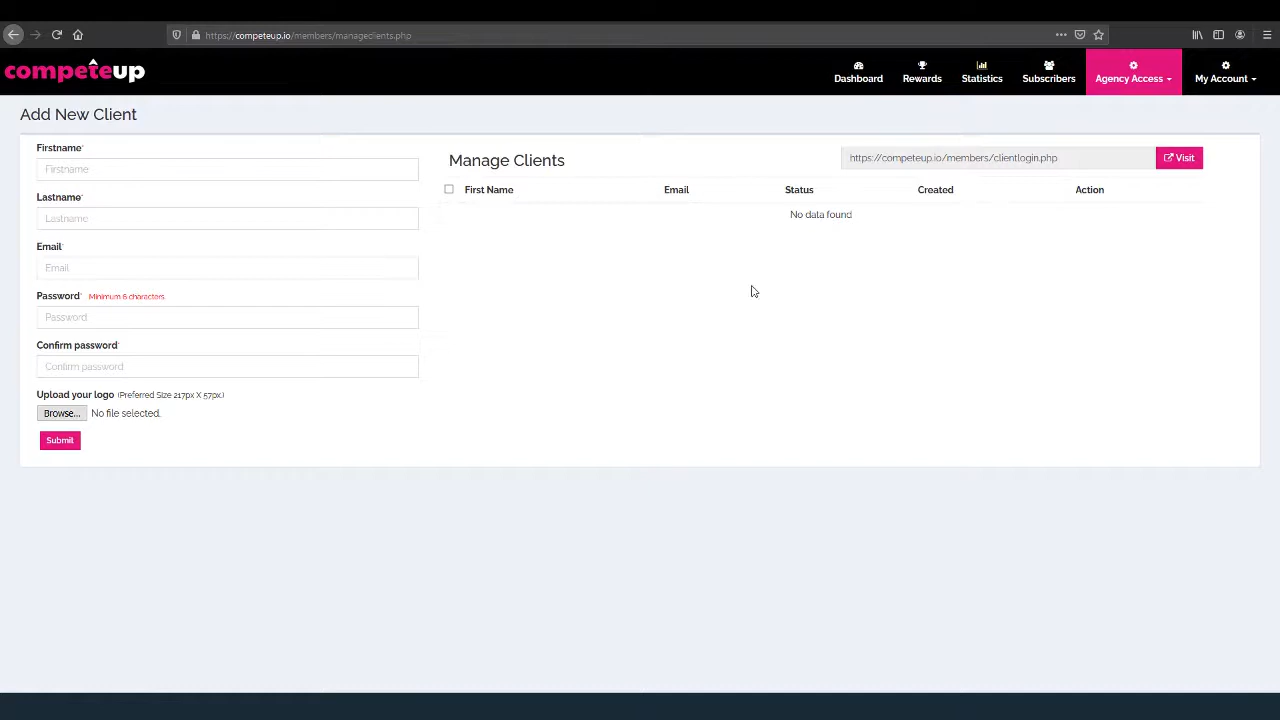 https://competeup.io/members/manageclients.php
competeup
Dashboard
Rewards
Statistics
Subscribers
Agency Access
My Account
Add New Client
Firstname*
Firstname
Lastname*
Lastname
Email*
Email
Password* Minimum 6 characters
Password
Confirm password*
Confirm password
Upload your logo (Preferred Size 217px X 57px.)
Browse... No file selected.
Submit
Manage Clients
https://competeup.io/members/clientlogin.php
Visit
First Name Email Status Created Action
No data found